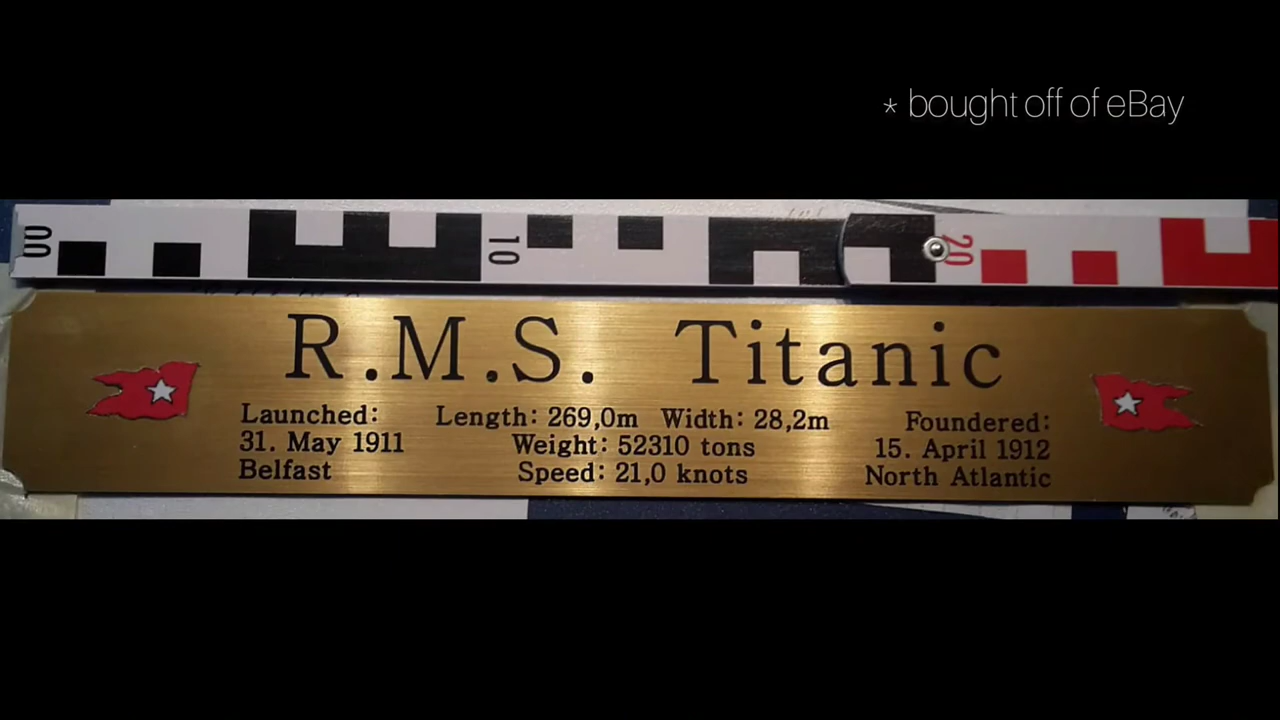 * bought off of eBay
00 10 20
R.M.S. Titanic
Launched:
31. May 1911
Belfast
Length: 269,0m Width: 28,2m
Weight: 52310 tons
Speed: 21,0 knots
Foundered:
15. April 1912
North Atlantic